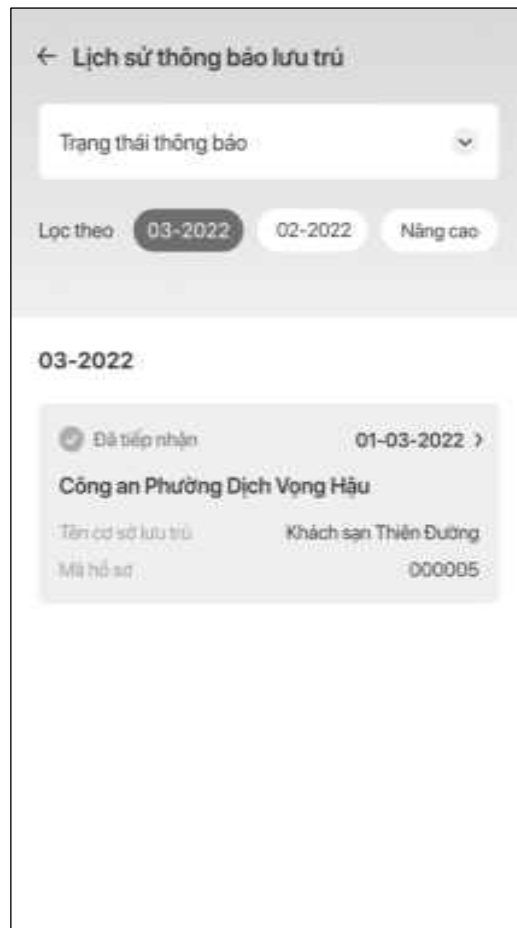 Lịch sử thông báo lưu trú
Trạng thái thông báo
Lọc theo 03-2022 02-2022 Nâng cao
03-2022
Đã tiếp nhận 01-03-2022
Công an Phường Dịch Vọng Hậu
Tên cơ sở lưu trú Khách sạn Thiên Đường
Mã hồ sơ 000005